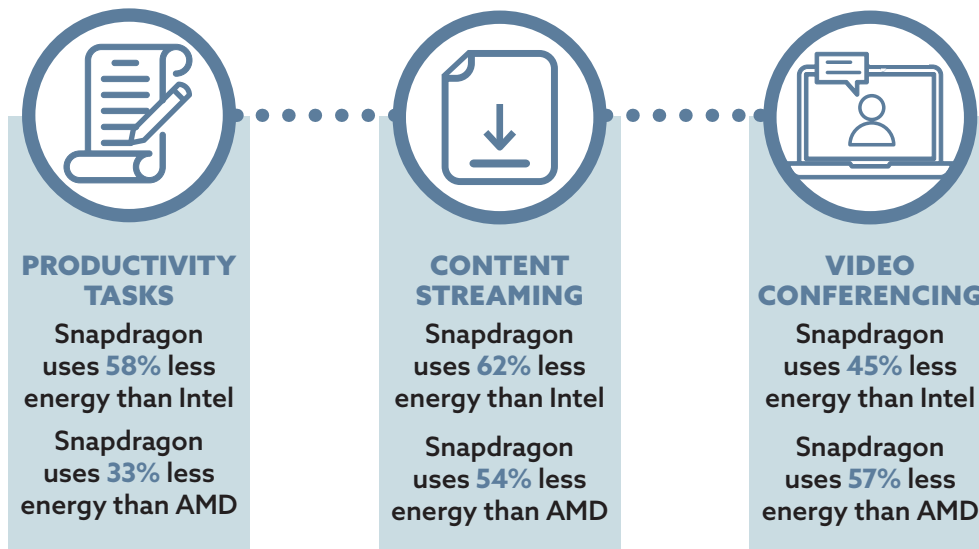 PRODUCTIVITY
TASKS
Snapdragon
uses 58% less
energy than Intel
Snapdragon
uses 33% less
energy than AMD
CONTENT
STREAMING
Snapdragon
uses 62% less
energy than Intel
Snapdragon
uses 54% less
energy than AMD
VIDEO
CONFERENCING
Snapdragon
uses 45% less
energy than Intel
Snapdragon
uses 57% less
energy than AMD